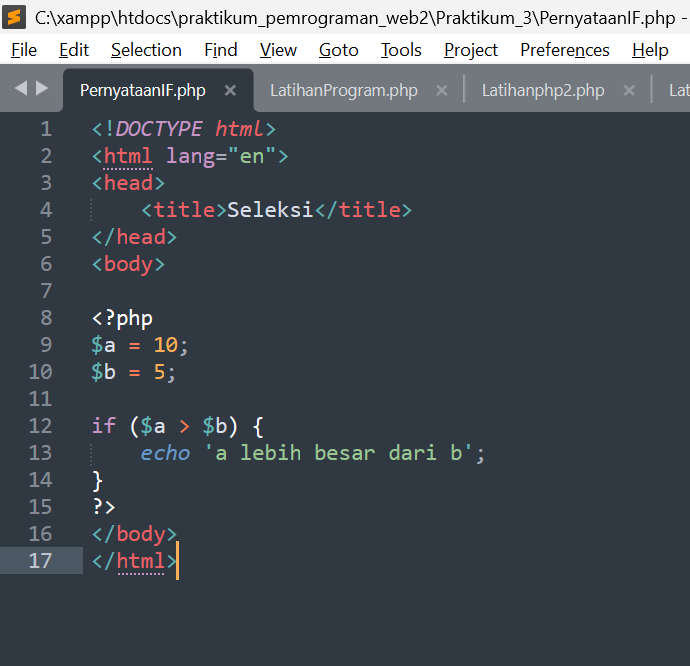 C:\xampp\htdocs\praktikum_pemrograman_web2\Praktikum_3\PernyataanIF.php -
File Edit Selection Find View Goto Tools Project Preferences Help
PernyataanIF.php × LatihanProgram.php × Latihanphp2.php × Lat
1 <!DOCTYPE html>
2 <html lang="en">
3 <head>
4     <title>Seleksi</title>
5 </head>
6 <body>
7
8 <?php
9 $a = 10;
10 $b = 5;
11
12 if ($a > $b) {
13     echo 'a lebih besar dari b';
14 }
15 ?>
16 </body>
17 </html>